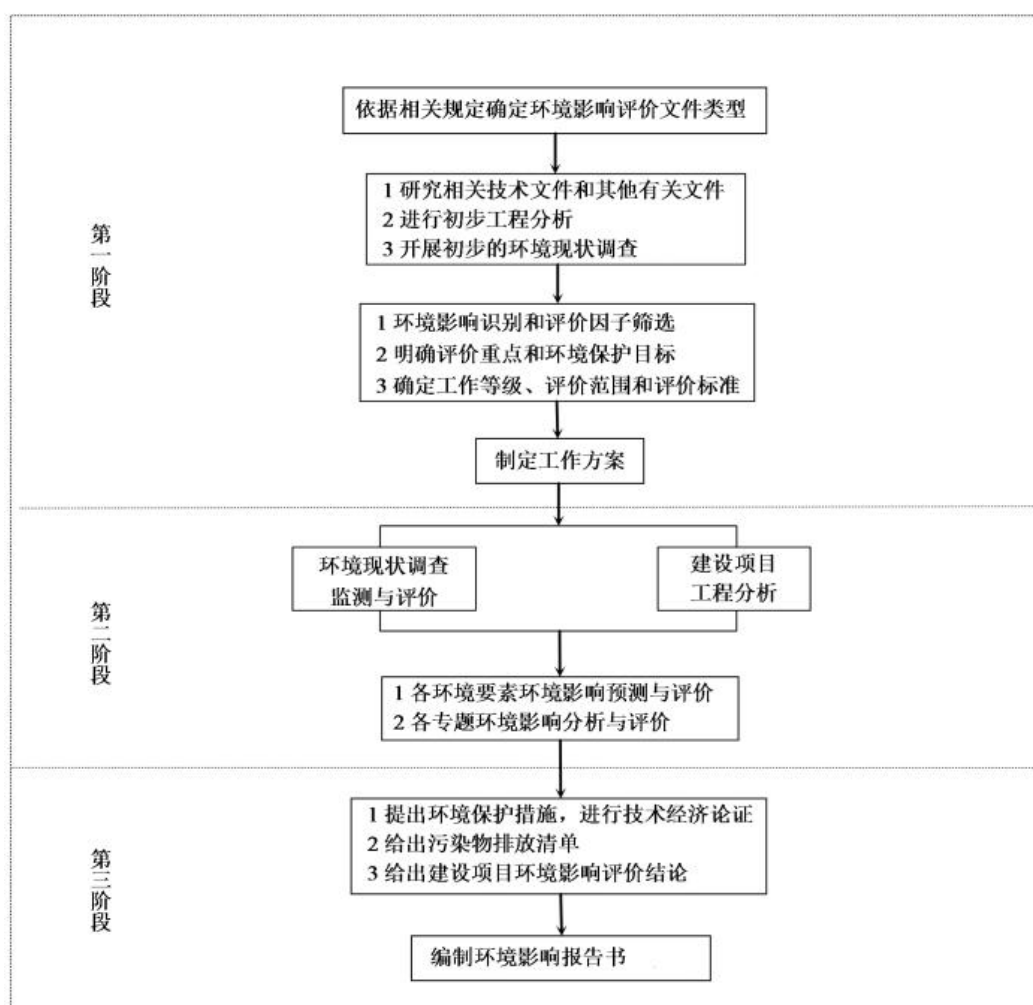 依据相关规定确定环境影响评价文件类型
1 研究相关技术文件和其他有关文件
2 进行初步工程分析
3 开展初步的环境现状调查
第一阶段
1 环境影响识别和评价因子筛选
2 明确评价重点和环境保护目标
3 确定工作等级、评价范围和评价标准
制定工作方案
环境现状调查
监测与评价
建设项目
工程分析
第二阶段
1 各环境要素环境影响预测与评价
2 各专题环境影响分析与评价
1 提出环境保护措施，进行技术经济论证
2 给出污染物排放清单
3 给出建设项目环境影响评价结论
第三阶段
编制环境影响报告书